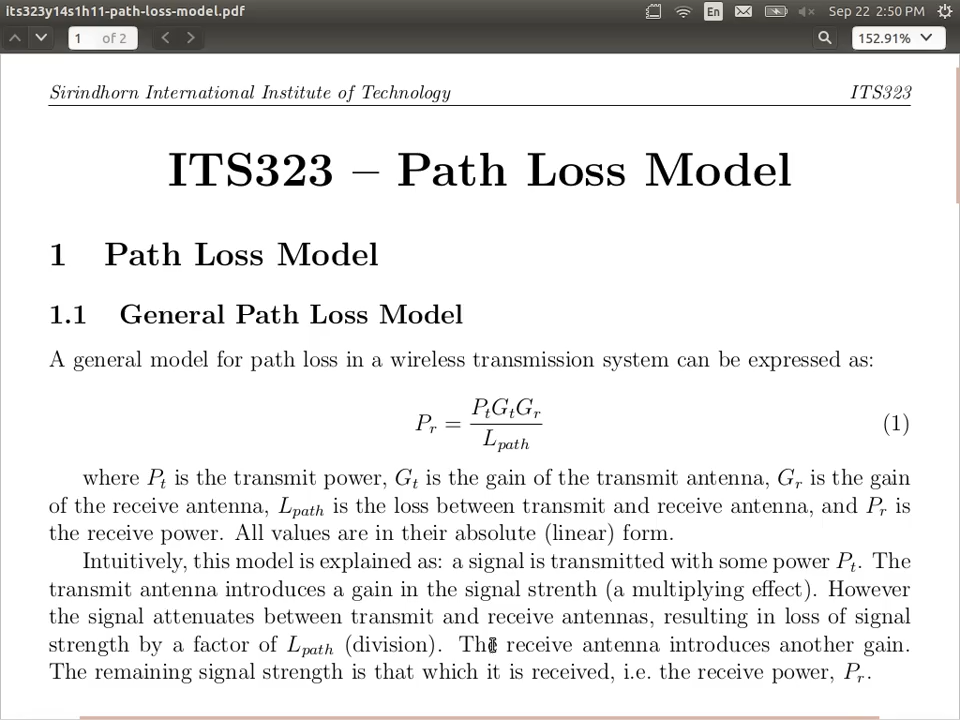 its323y14s1h11-path-loss-model.pdf
En
Sep 22 2:50 PM
1 of 2
152.91%
Sirindhorn International Institute of Technology ITS323
ITS323 – Path Loss Model
1 Path Loss Model
1.1 General Path Loss Model
A general model for path loss in a wireless transmission system can be expressed as:
P_r = P_t G_t G_r / L_path (1)
where P_t is the transmit power, G_t is the gain of the transmit antenna, G_r is the gain
of the receive antenna, L_path is the loss between transmit and receive antenna, and P_r is
the receive power. All values are in their absolute (linear) form.
Intuitively, this model is explained as: a signal is transmitted with some power P_t. The
transmit antenna introduces a gain in the signal strenth (a multiplying effect). However
the signal attenuates between transmit and receive antennas, resulting in loss of signal
strength by a factor of L_path (division). The receive antenna introduces another gain.
The remaining signal strength is that which it is received, i.e. the receive power, P_r.